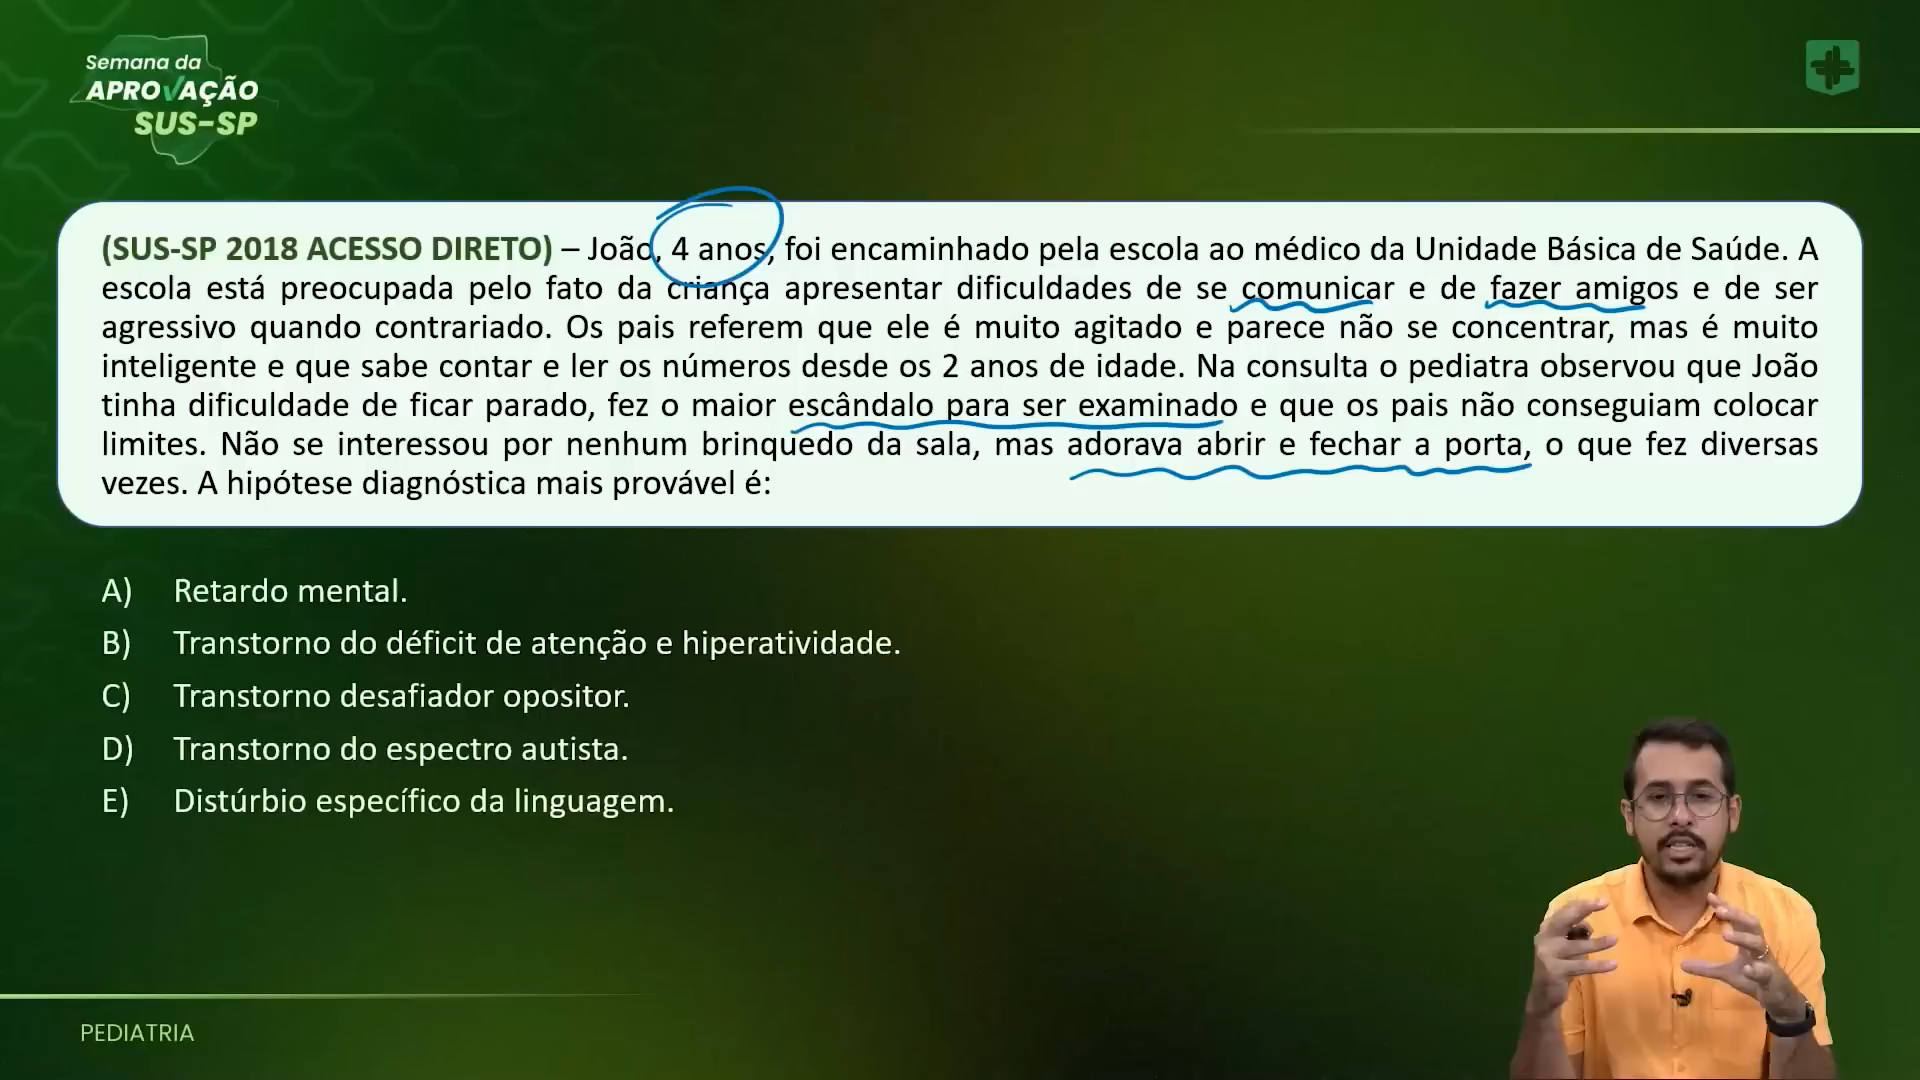 Semana da
APROVAÇÃO
SUS-SP
(SUS-SP 2018 ACESSO DIRETO) – João, 4 anos, foi encaminhado pela escola ao médico da Unidade Básica de Saúde. A
escola está preocupada pelo fato da criança apresentar dificuldades de se comunicar e de fazer amigos e de ser
agressivo quando contrariado. Os pais referem que ele é muito agitado e parece não se concentrar, mas é muito
inteligente e que sabe contar e ler os números desde os 2 anos de idade. Na consulta o pediatra observou que João
tinha dificuldade de ficar parado, fez o maior escândalo para ser examinado e que os pais não conseguiam colocar
limites. Não se interessou por nenhum brinquedo da sala, mas adorava abrir e fechar a porta, o que fez diversas
vezes. A hipótese diagnóstica mais provável é:
A) Retardo mental.
B) Transtorno do déficit de atenção e hiperatividade.
C) Transtorno desafiador opositor.
D) Transtorno do espectro autista.
E) Distúrbio específico da linguagem.
PEDIATRIA